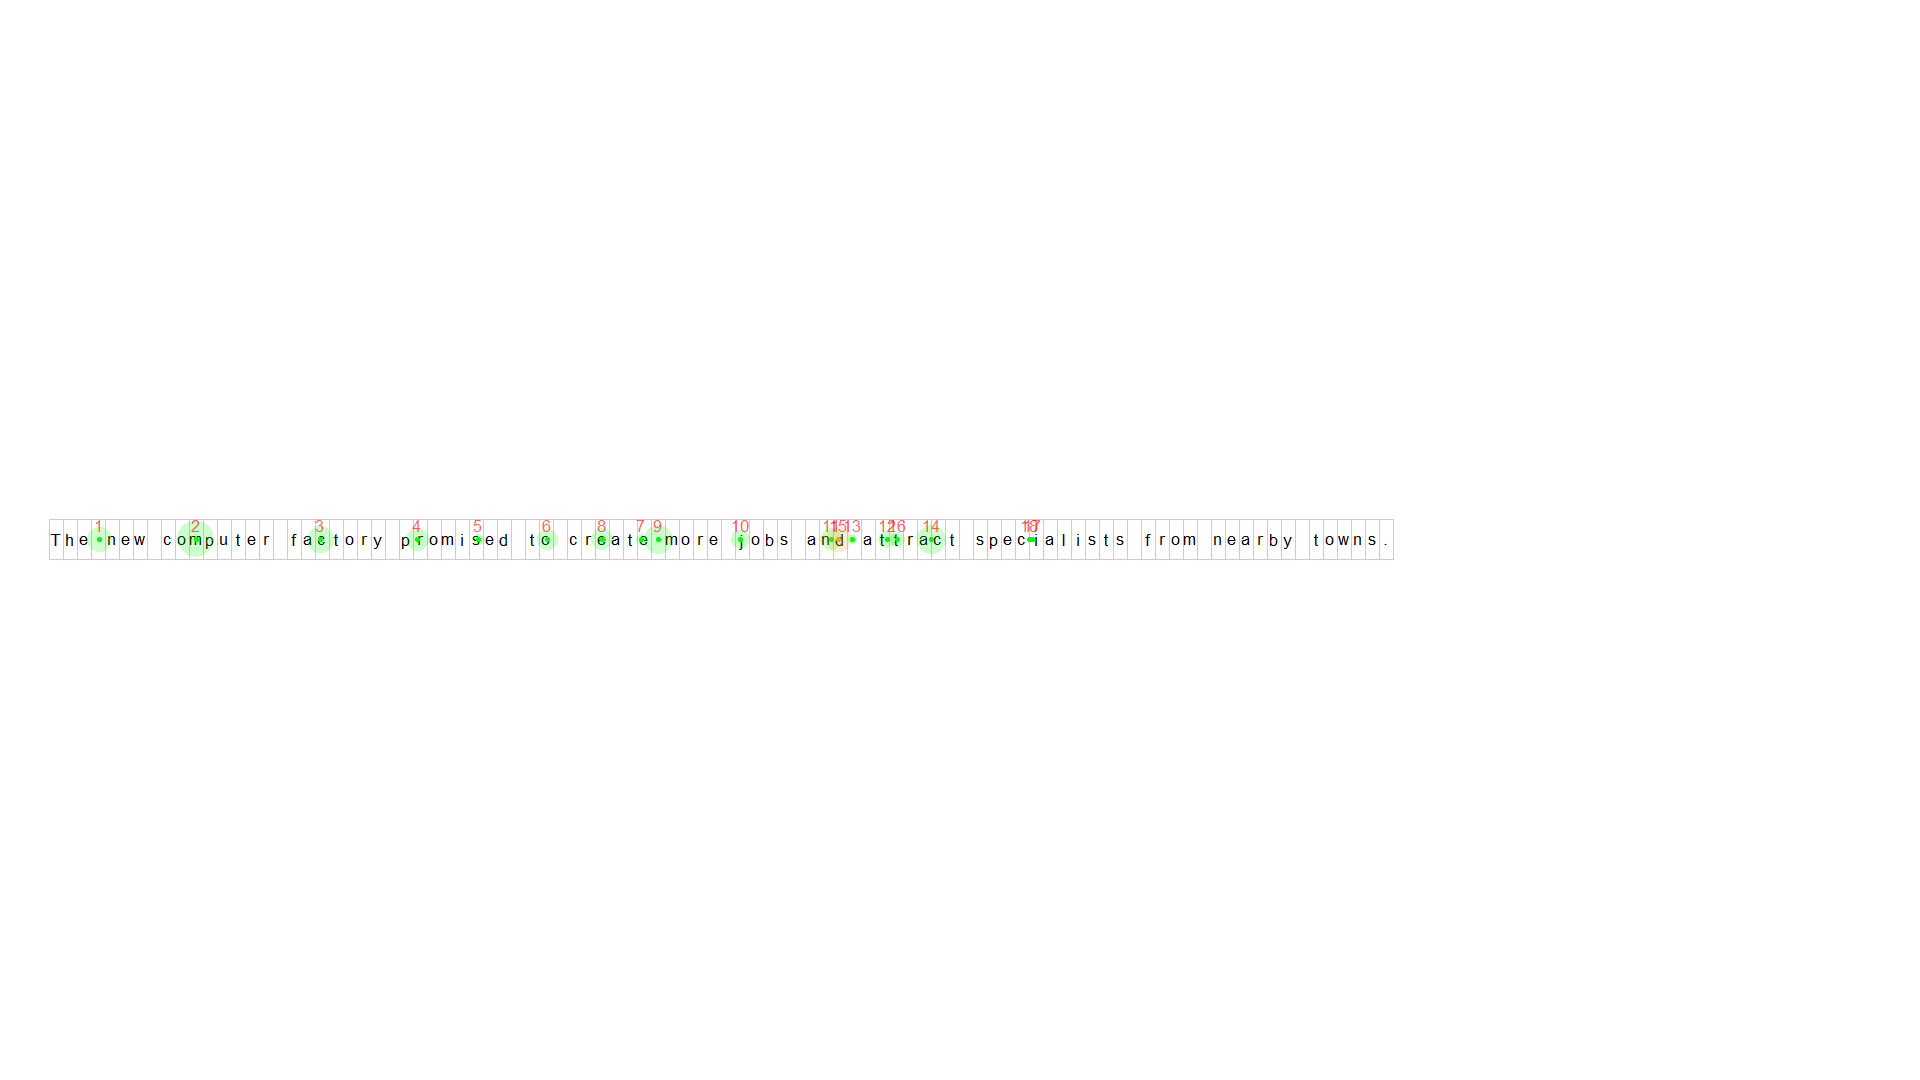 The new computer factory promised to create more jobs and attract specialists from nearby towns.
1 2 3 4 5 6 8 7 9 10 11 15 13 12 16 14 18 17